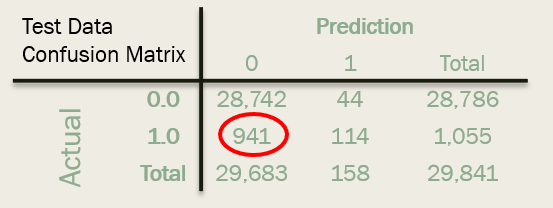 Test Data
Confusion Matrix
Prediction
0 1 Total
Actual
0.0 28,742 44 28,786
1.0 941 114 1,055
Total 29,683 158 29,841